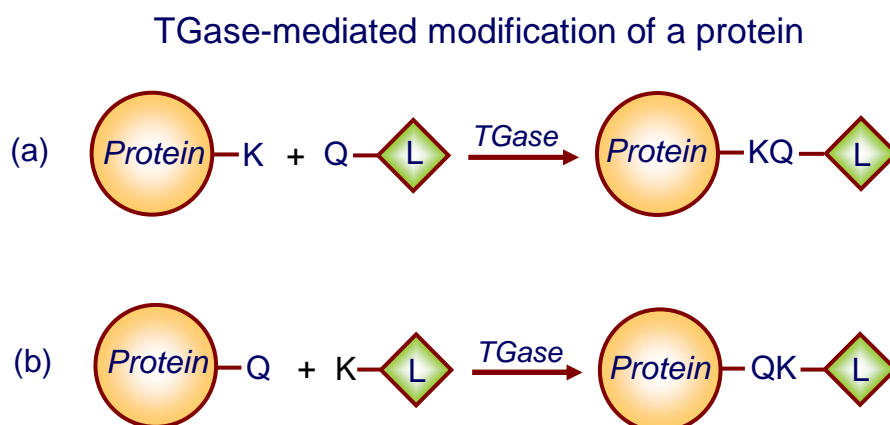 TGase-mediated modification of a protein
(a) Protein K + Q L TGase Protein KQ L
(b) Protein Q + K L TGase Protein QK L